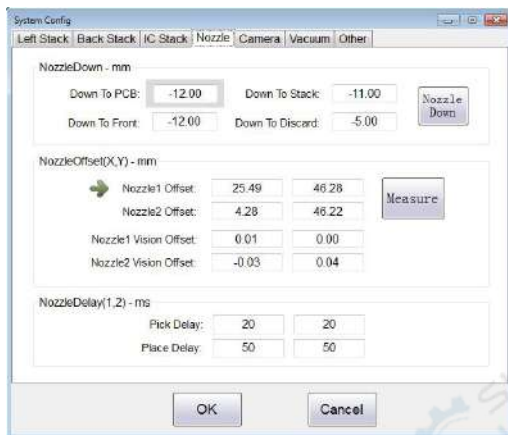 System Config
Left Stack Back Stack IC Stack Nozzle Camera Vacuum Other
NozzleDown - mm
Down To PCB: -12.00 Down To Stack: -11.00
Nozzle Down
Down To Front: -12.00 Down To Discard: -5.00
NozzleOffset(X,Y) - mm
Nozzle1 Offset: 25.49 46.28
Measure
Nozzle2 Offset: 4.28 46.22
Nozzle1 Vision Offset: 0.01 0.00
Nozzle2 Vision Offset: -0.03 0.04
NozzleDelay(1,2) - ms
Pick Delay: 20 20
Place Delay: 50 50
OK Cancel